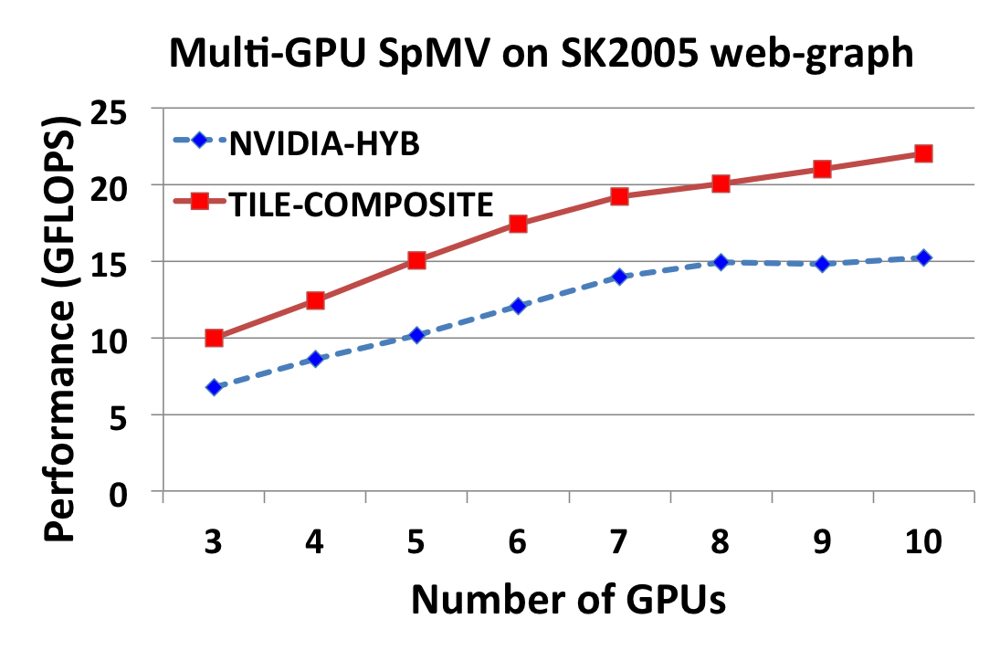 Multi-GPU SpMV on SK2005 web-graph
Performance (GFLOPS)
25
20
15
10
5
0
NVIDIA-HYB
TILE-COMPOSITE
3 4 5 6 7 8 9 10
Number of GPUs